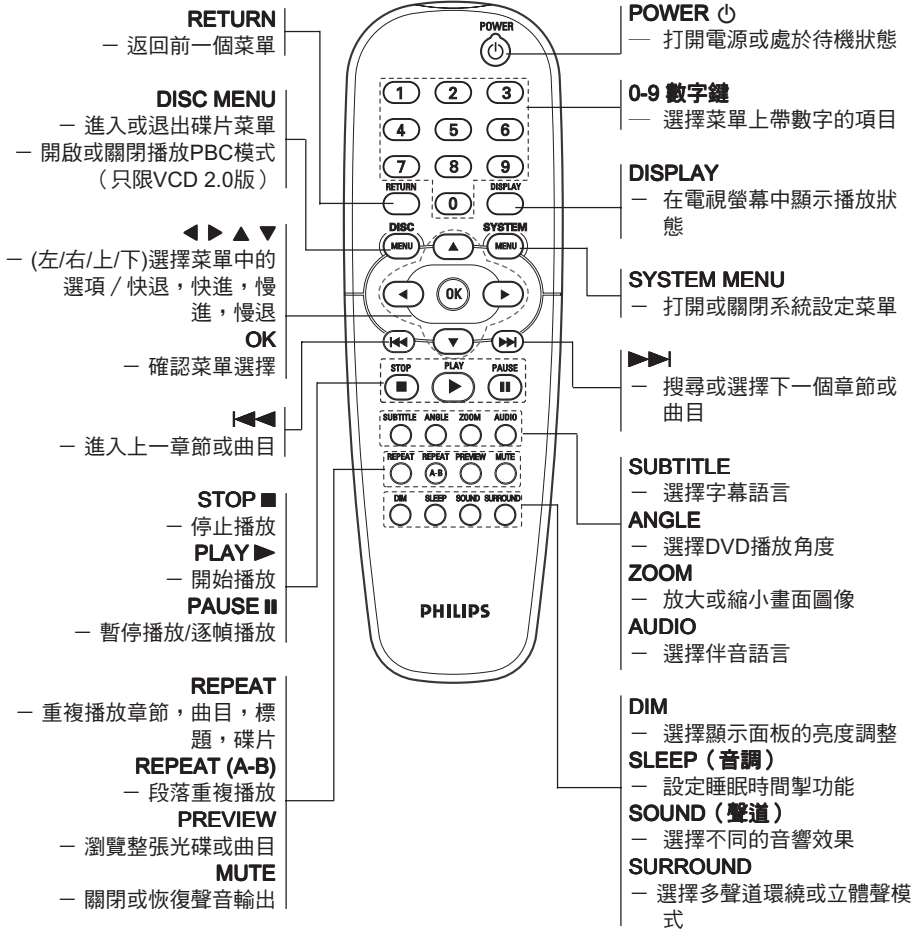 RETURN
－ 返回前一個菜單
DISC MENU
－ 進入或退出碟片菜單
－ 開啟或關閉播放PBC模式
（只限VCD 2.0版）
◀ ▶ ▲ ▼
－ (左/右/上/下)選擇菜單中的
選項／快退，快進，慢
進，慢退
OK
－ 確認菜單選擇
|◀◀
－ 進入上一章節或曲目
STOP ■
－ 停止播放
PLAY ▶
－ 開始播放
PAUSE ⏸
－ 暫停播放/逐幀播放
REPEAT
－ 重複播放章節，曲目，標
題，碟片
REPEAT (A-B)
－ 段落重複播放
PREVIEW
－ 瀏覽整張光碟或曲目
MUTE
－ 關閉或恢復聲音輸出
POWER
1 2 3
4 5 6
7 8 9
RETURN 0 DISPLAY
DISC SYSTEM
MENU ▲ MENU
◀ OK ▶
|◀◀ ▼ ▶▶|
STOP PLAY PAUSE
■ ▶ ⏸
SUBTITLE ANGLE ZOOM AUDIO
REPEAT REPEAT PREVIEW MUTE
A-B
DIM SLEEP SOUND SURROUND
PHILIPS
POWER ⏻
— 打開電源或處於待機狀態
0-9 數字鍵
— 選擇菜單上帶數字的項目
DISPLAY
－ 在電視螢幕中顯示播放狀
態
SYSTEM MENU
－ 打開或關閉系統設定菜單
▶▶|
－ 搜尋或選擇下一個章節或
曲目
SUBTITLE
－ 選擇字幕語言
ANGLE
－ 選擇DVD播放角度
ZOOM
－ 放大或縮小畫面圖像
AUDIO
－ 選擇伴音語言
DIM
－ 選擇顯示面板的亮度調整
SLEEP（音調）
－ 設定睡眠時間掣功能
SOUND（聲道）
－ 選擇不同的音響效果
SURROUND
－ 選擇多聲道環繞或立體聲模
式